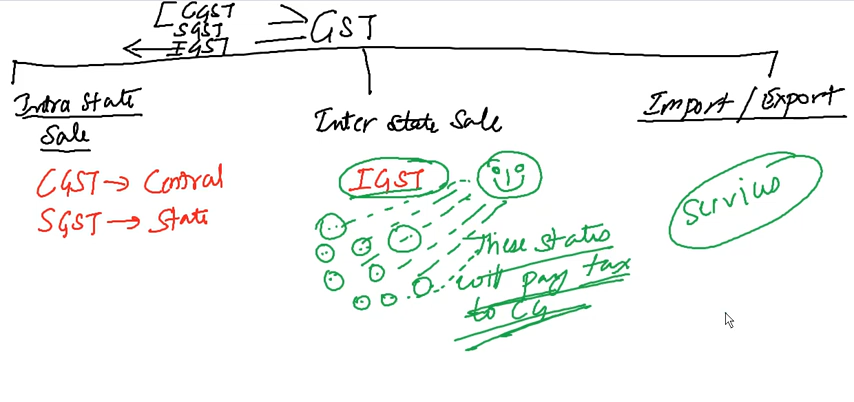 CGST
SGST
IGST
GST
Intra State
Sale
CGST → Central
SGST → State
Inter State Sale
IGST
These states
will pay tax
to CG
Import / Export
Services